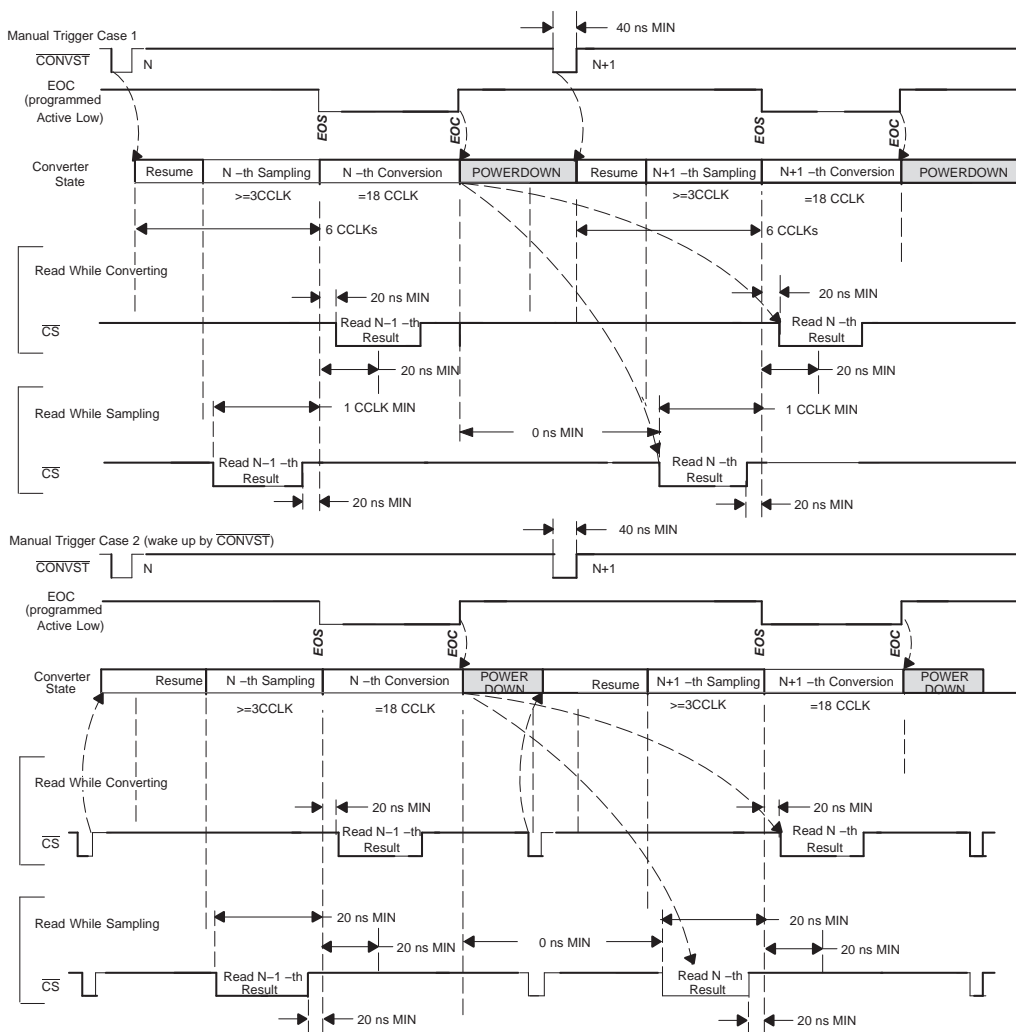 40 ns MIN
Manual Trigger Case 1
CONVST
N
N+1
EOC
(programmed
Active Low)
EOS
EOC
EOS
EOC
Converter
State
Resume
N −th Sampling
N −th Conversion
POWERDOWN
Resume
N+1 −th Sampling
N+1 −th Conversion
POWERDOWN
>=3CCLK
=18 CCLK
>=3CCLK
=18 CCLK
6 CCLKs
6 CCLKs
Read While Converting
20 ns MIN
20 ns MIN
CS
Read N−1 −th
Result
Read N −th
Result
20 ns MIN
20 ns MIN
Read While Sampling
1 CCLK MIN
1 CCLK MIN
0 ns MIN
CS
Read N−1 −th
Result
Read N −th
Result
20 ns MIN
20 ns MIN
40 ns MIN
Manual Trigger Case 2 (wake up by CONVST)
CONVST
N
N+1
EOC
(programmed
Active Low)
EOS
EOC
EOS
EOC
Converter
State
Resume
N −th Sampling
N −th Conversion
POWER
DOWN
Resume
N+1 −th Sampling
N+1 −th Conversion
POWER
DOWN
>=3CCLK
=18 CCLK
>=3CCLK
=18 CCLK
Read While Converting
20 ns MIN
20 ns MIN
CS
Read N−1 −th
Result
Read N −th
Result
Read While Sampling
20 ns MIN
20 ns MIN
20 ns MIN
0 ns MIN
20 ns MIN
CS
Read N−1 −th
Result
Read N −th
Result
20 ns MIN
20 ns MIN